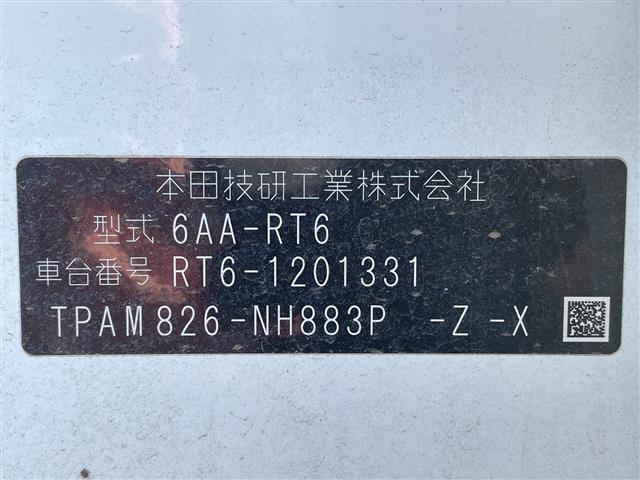 本田技研工業株式会社
型式 6AA-RT6
車台番号 RT6-1201331
TPAM826-NH883P -Z-X